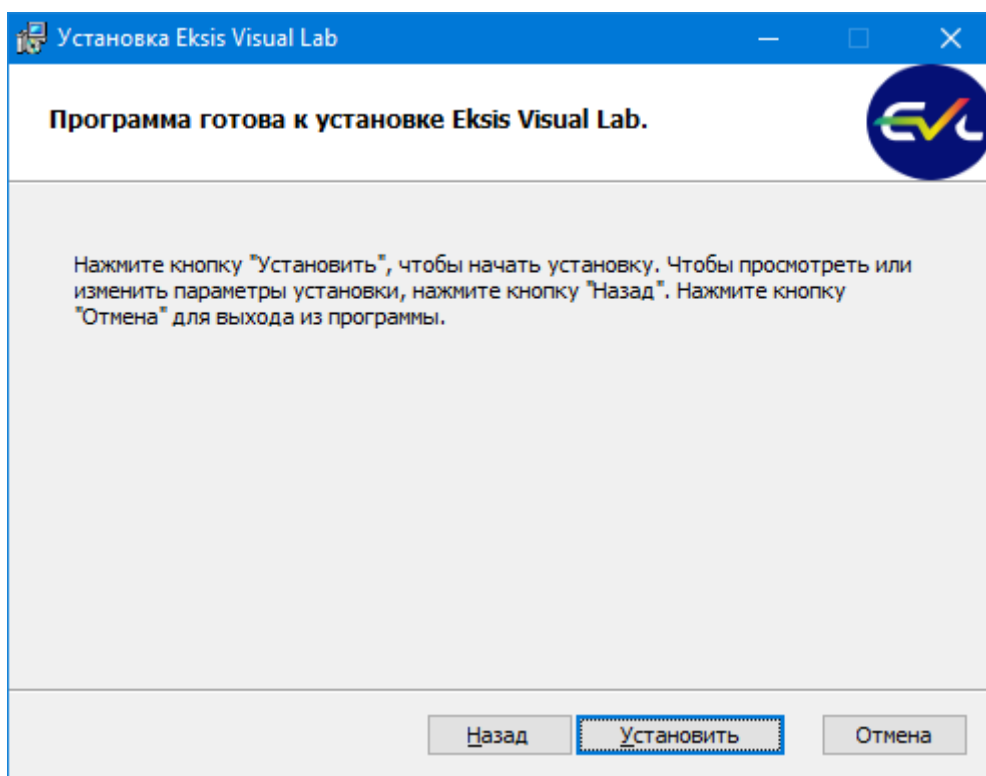 Установка Eksis Visual Lab
Программа готова к установке Eksis Visual Lab.
EVL
Нажмите кнопку "Установить", чтобы начать установку. Чтобы просмотреть или
изменить параметры установки, нажмите кнопку "Назад". Нажмите кнопку
"Отмена" для выхода из программы.
Назад
Установить
Отмена